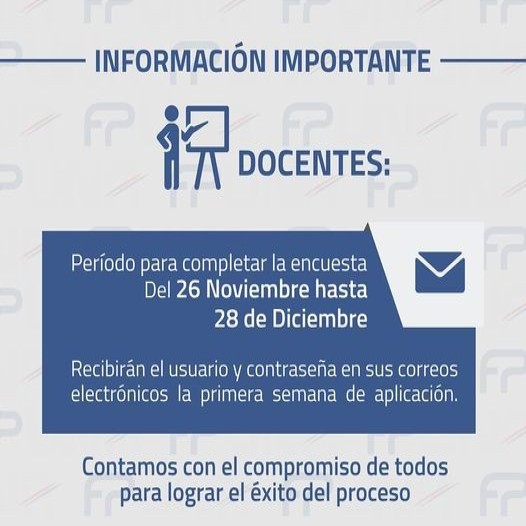 INFORMACIÓN IMPORTANTE
DOCENTES:
Período para completar la encuesta
Del 26 Noviembre hasta
28 de Diciembre
Recibirán el usuario y contraseña en sus correos
electrónicos la primera semana de aplicación.
Contamos con el compromiso de todos
para lograr el éxito del proceso